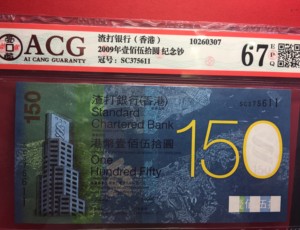 ACG
AI CANG GUARANTY
渣打银行（香港）
10260307
2009年壹佰伍拾圆 纪念钞
冠号：SC375611
67
EPQ
150
渣打銀行(香港)
Standard
Chartered Bank
港幣壹佰伍拾圓
One
Hundred Fifty
SC375611
150